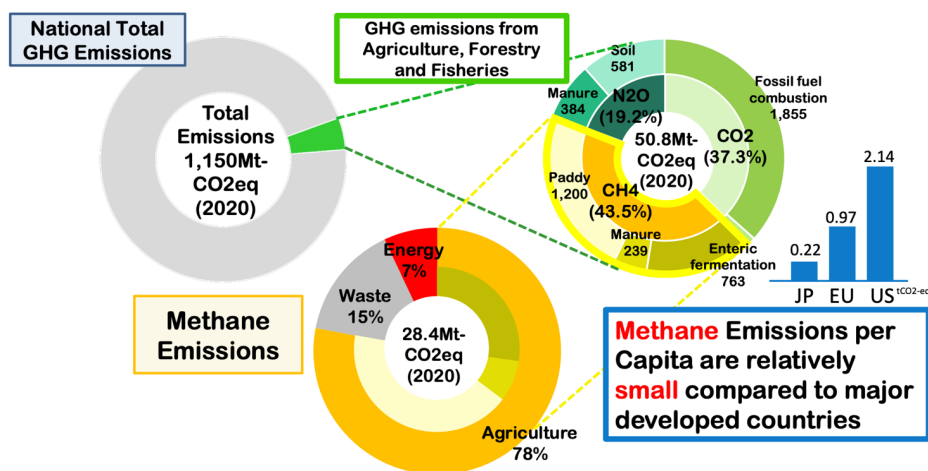 National Total
GHG Emissions
GHG emissions from
Agriculture, Forestry
and Fisheries
Total
Emissions
1,150Mt-
CO2eq
(2020)
Soil
581
Manure
384
N2O
(19.2%)
Fossil fuel
combustion
1,855
CO2
(37.3%)
50.8Mt-
CO2eq
(2020)
Paddy
1,200
CH4
(43.5%)
Manure
239
Enteric
fermentation
763
2.14
0.97
0.22
JP EU US tCO2-eq
Energy
7%
Waste
15%
Methane
Emissions
28.4Mt-
CO2eq
(2020)
Agriculture
78%
Methane Emissions per
Capita are relatively
small compared to major
developed countries